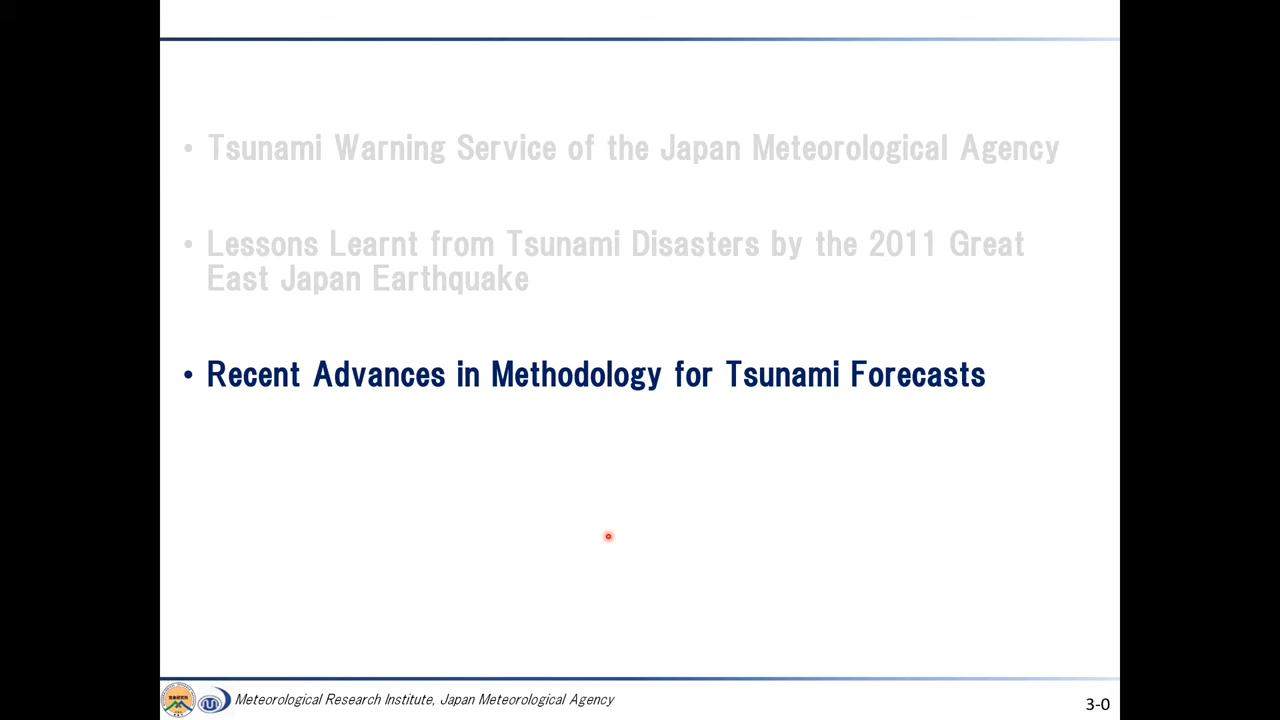 • Tsunami Warning Service of the Japan Meteorological Agency
• Lessons Learnt from Tsunami Disasters by the 2011 Great
East Japan Earthquake
• Recent Advances in Methodology for Tsunami Forecasts
Meteorological Research Institute, Japan Meteorological Agency
3-0